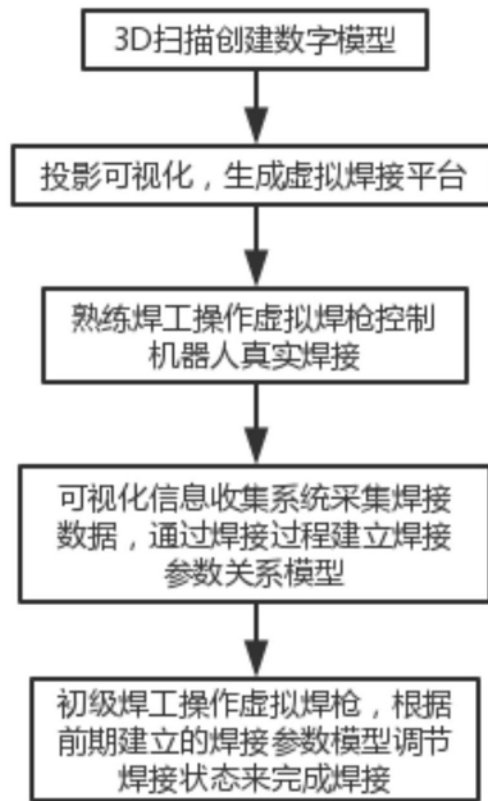 3D扫描创建数字模型
投影可视化，生成虚拟焊接平台
熟练焊工操作虚拟焊枪控制
机器人真实焊接
可视化信息收集系统采集焊接
数据，通过焊接过程建立焊接
参数关系模型
初级焊工操作虚拟焊枪，根据
前期建立的焊接参数模型调节
焊接状态来完成焊接